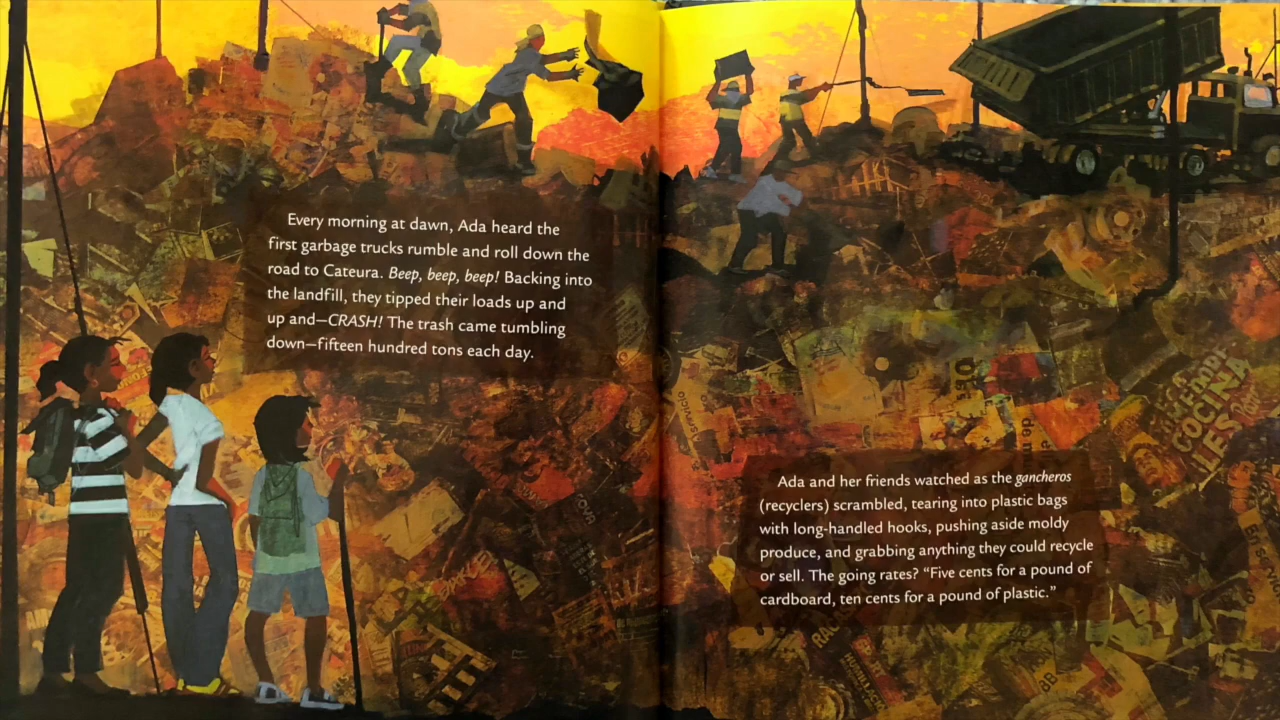 Every morning at dawn, Ada heard the
first garbage trucks rumble and roll down the
road to Cateura. Beep, beep, beep! Backing into
the landfill, they tipped their loads up and
up and—CRASH! The trash came tumbling
down—fifteen hundred tons each day.
Ada and her friends watched as the gancheros
(recyclers) scrambled, tearing into plastic bags
with long-handled hooks, pushing aside moldy
produce, and grabbing anything they could recycle
or sell. The going rates? “Five cents for a pound of
cardboard, ten cents for a pound of plastic.”
COCINA